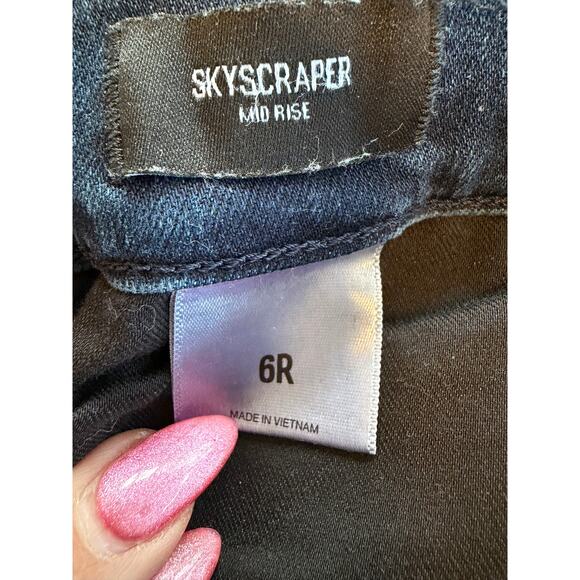 SKYSCRAPER
MID RISE
6R
MADE IN VIETNAM